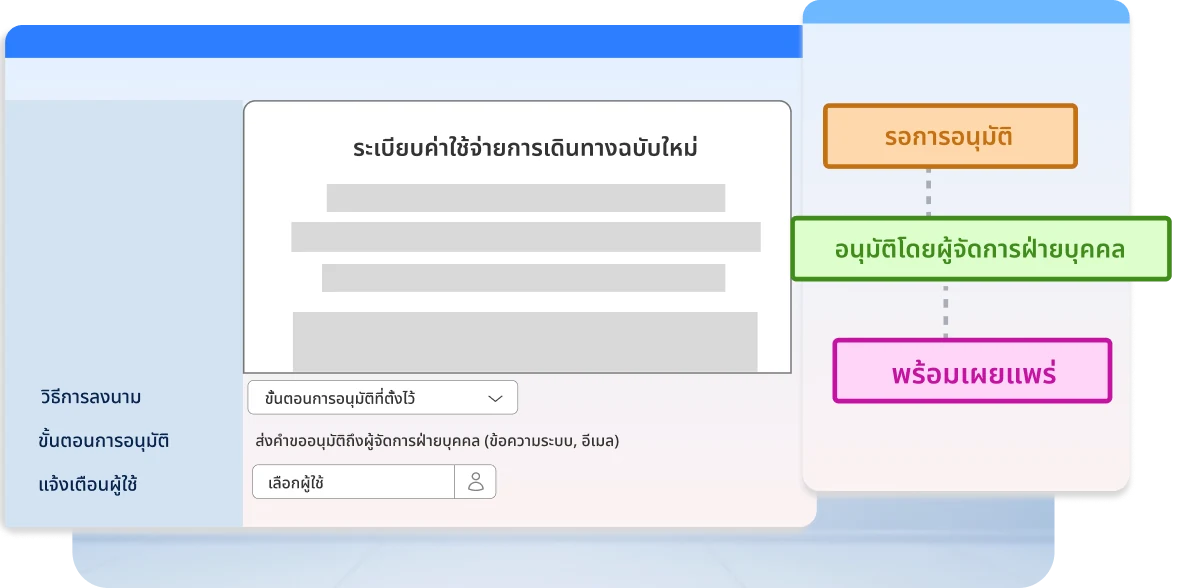 ระเบียบค่าใช้จ่ายการเดินทางฉบับใหม่
วิธีการลงนาม
ขั้นตอนการอนุมัติที่ตั้งไว้
ขั้นตอนการอนุมัติ
ส่งคำขออนุมัติถึงผู้จัดการฝ่ายบุคคล (ข้อความระบบ, อีเมล)
แจ้งเตือนผู้ใช้
เลือกผู้ใช้
รอการอนุมัติ
อนุมัติโดยผู้จัดการฝ่ายบุคคล
พร้อมเผยแพร่